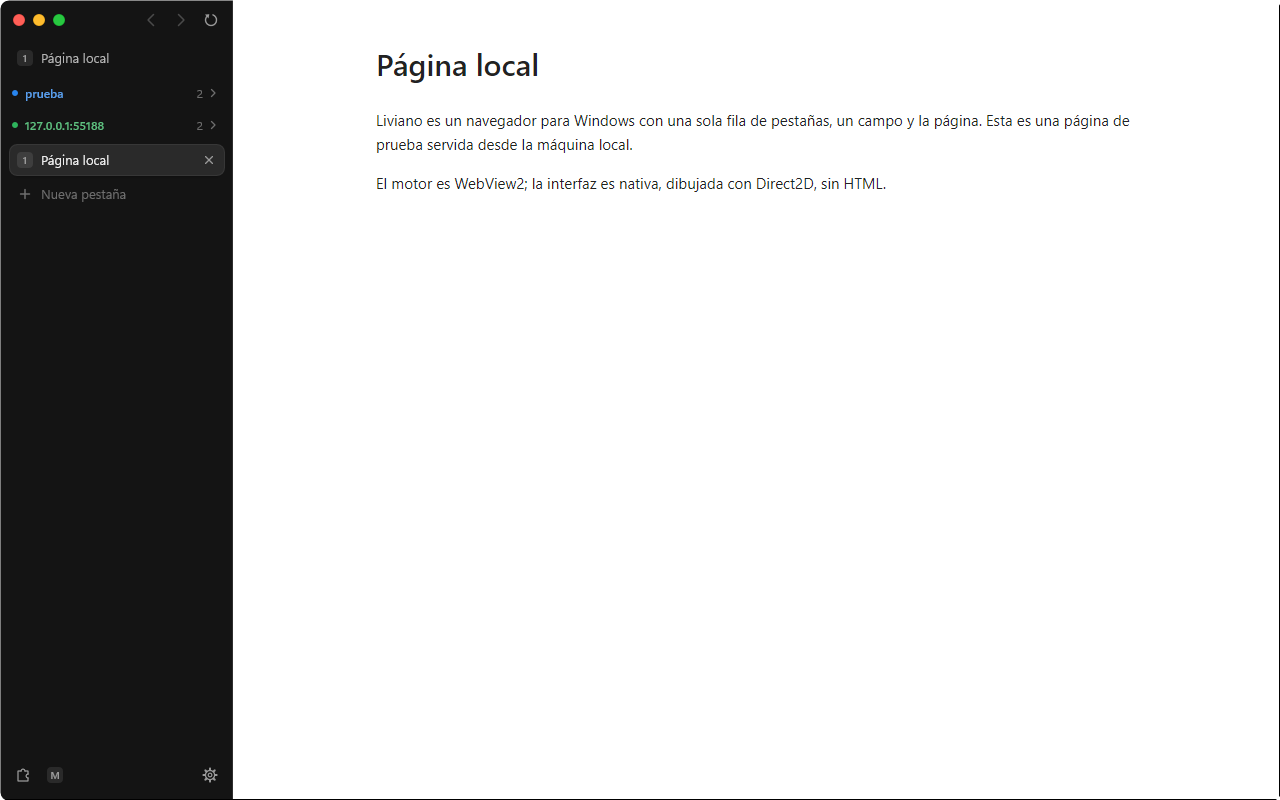 1 Página local
prueba 2
127.0.0.1:55188 2
1 Página local
Nueva pestaña
M
Página local
Liviano es un navegador para Windows con una sola fila de pestañas, un campo y la página. Esta es una página de
prueba servida desde la máquina local.
El motor es WebView2; la interfaz es nativa, dibujada con Direct2D, sin HTML.